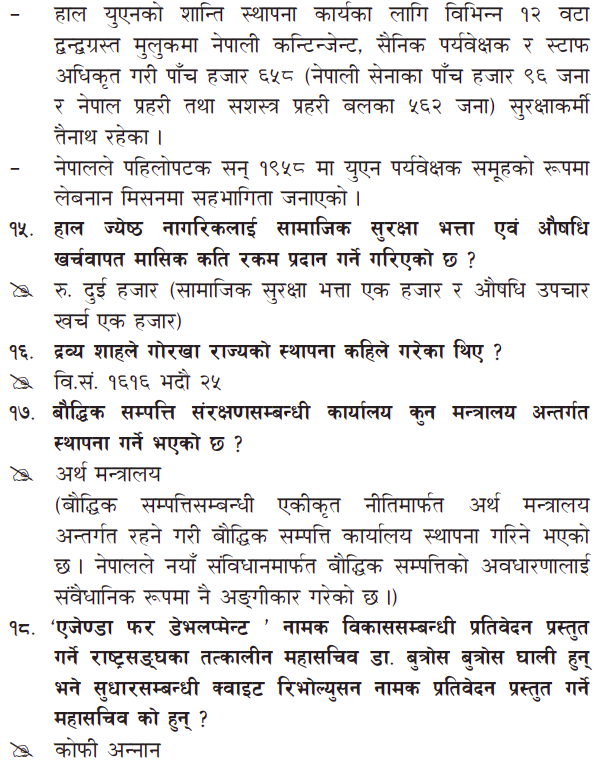 – हाल युएनको शान्ति स्थापना कार्यका लागि विभिन्न १२ वटा
द्वन्द्वग्रस्त मुलुकमा नेपाली कन्टिन्जेन्ट, सैनिक पर्यवेक्षक र स्टाफ
अधिकृत गरी पाँच हजार ६५८ (नेपाली सेनाका पाँच हजार ९६ जना
र नेपाल प्रहरी तथा सशस्त्र प्रहरी बलका ५६२ जना) सुरक्षाकर्मी
तैनाथ रहेका ।
– नेपालले पहिलोपटक सन् १९५८ मा युएन पर्यवेक्षक समूहको रूपमा
लेबनान मिसनमा सहभागिता जनाएको ।
१५. हाल ज्येष्ठ नागरिकलाई सामाजिक सुरक्षा भत्ता एवं औषधि
खर्चवापत मासिक कति रकम प्रदान गर्ने गरिएको छ ?
रु. दुई हजार (सामाजिक सुरक्षा भत्ता एक हजार र औषधि उपचार
खर्च एक हजार)
१६. द्रव्य शाहले गोरखा राज्यको स्थापना कहिले गरेका थिए ?
वि.सं. १६१६ भदौ २५
१७. बौद्धिक सम्पत्ति संरक्षणसम्बन्धी कार्यालय कुन मन्त्रालय अन्तर्गत
स्थापना गर्ने भएको छ ?
अर्थ मन्त्रालय
(बौद्धिक सम्पत्तिसम्बन्धी एकीकृत नीतिमार्फत अर्थ मन्त्रालय
अन्तर्गत रहने गरी बौद्धिक सम्पत्ति कार्यालय स्थापना गरिने भएको
छ । नेपालले नयाँ संविधानमार्फत बौद्धिक सम्पत्तिको अवधारणालाई
संवैधानिक रूपमा नै अङ्गीकार गरेको छ ।)
१८. ‘एजेण्डा फर डेभलप्मेन्ट ’ नामक विकाससम्बन्धी प्रतिवेदन प्रस्तुत
गर्ने राष्ट्रसङ्घका तत्कालीन महासचिव डा. बुत्रोस बुत्रोस घाली हुन्
भने सुधारसम्बन्धी क्वाइट रिभोल्युसन नामक प्रतिवेदन प्रस्तुत गर्ने
महासचिव को हुन् ?
कोफी अन्नान